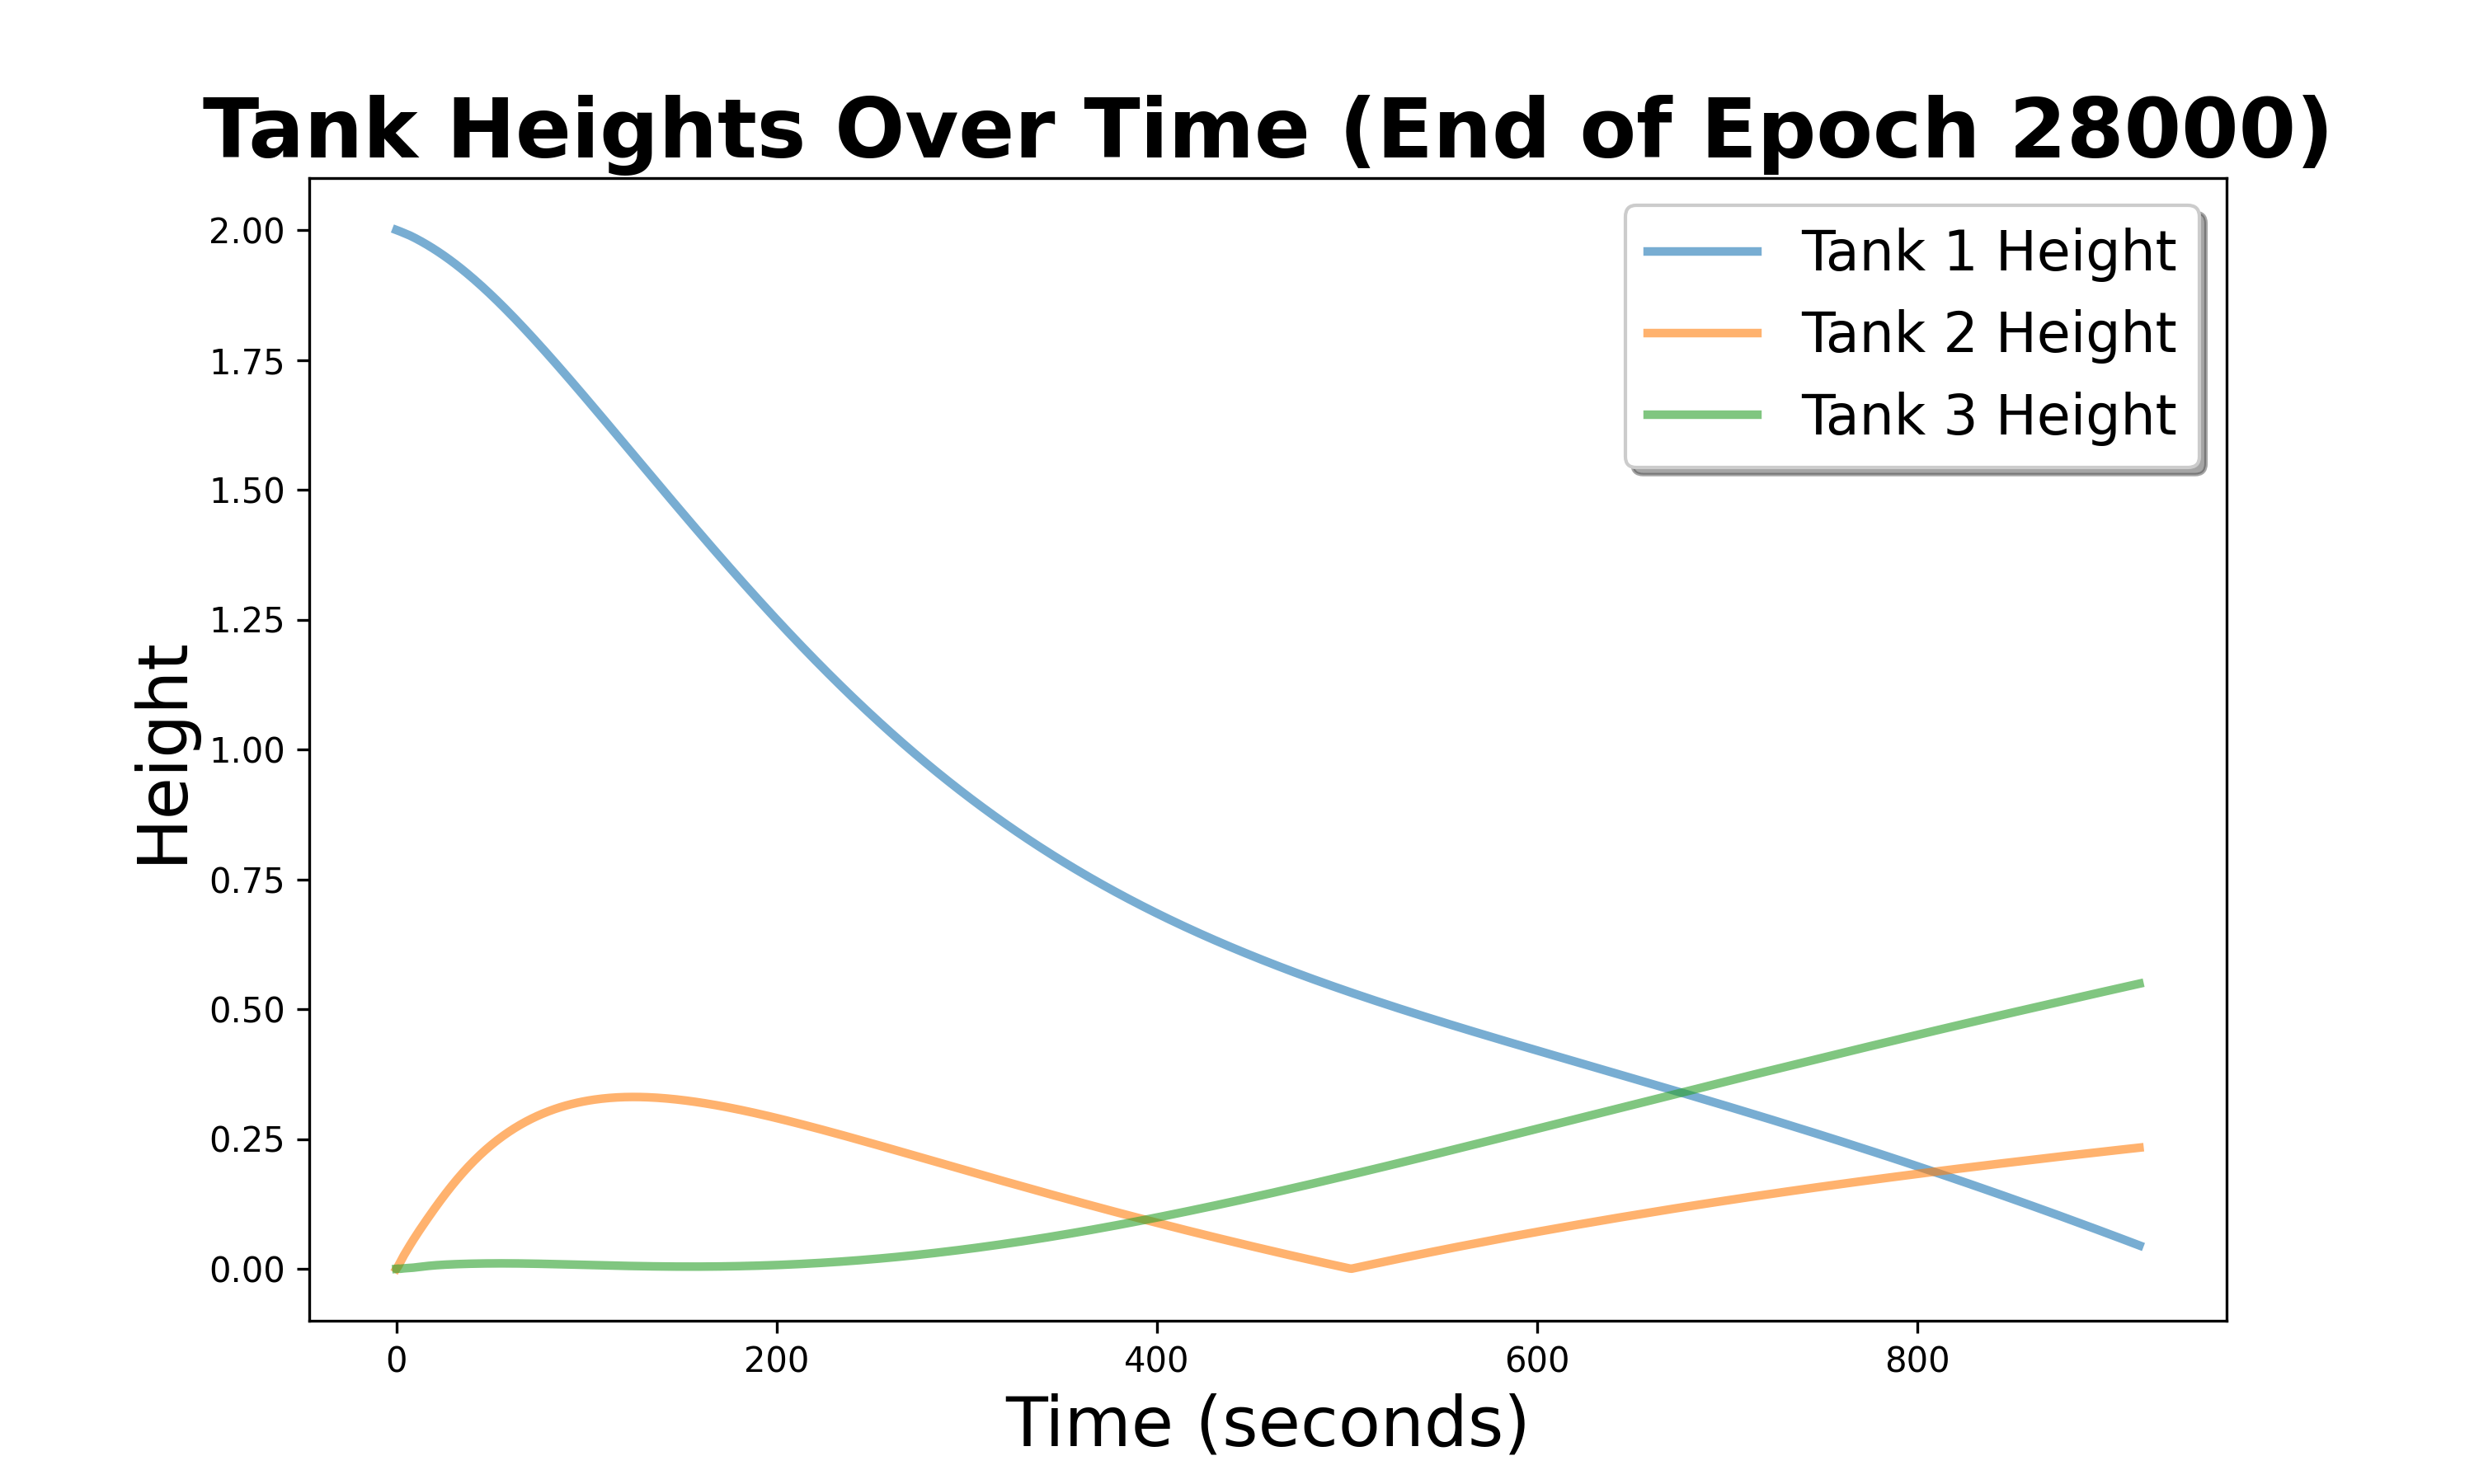 Tank Heights Over Time (End of Epoch 28000)
Tank 1 Height
Tank 2 Height
Tank 3 Height
Height
2.00
1.75
1.50
1.25
1.00
0.75
0.50
0.25
0.00
0 200 400 600 800
Time (seconds)